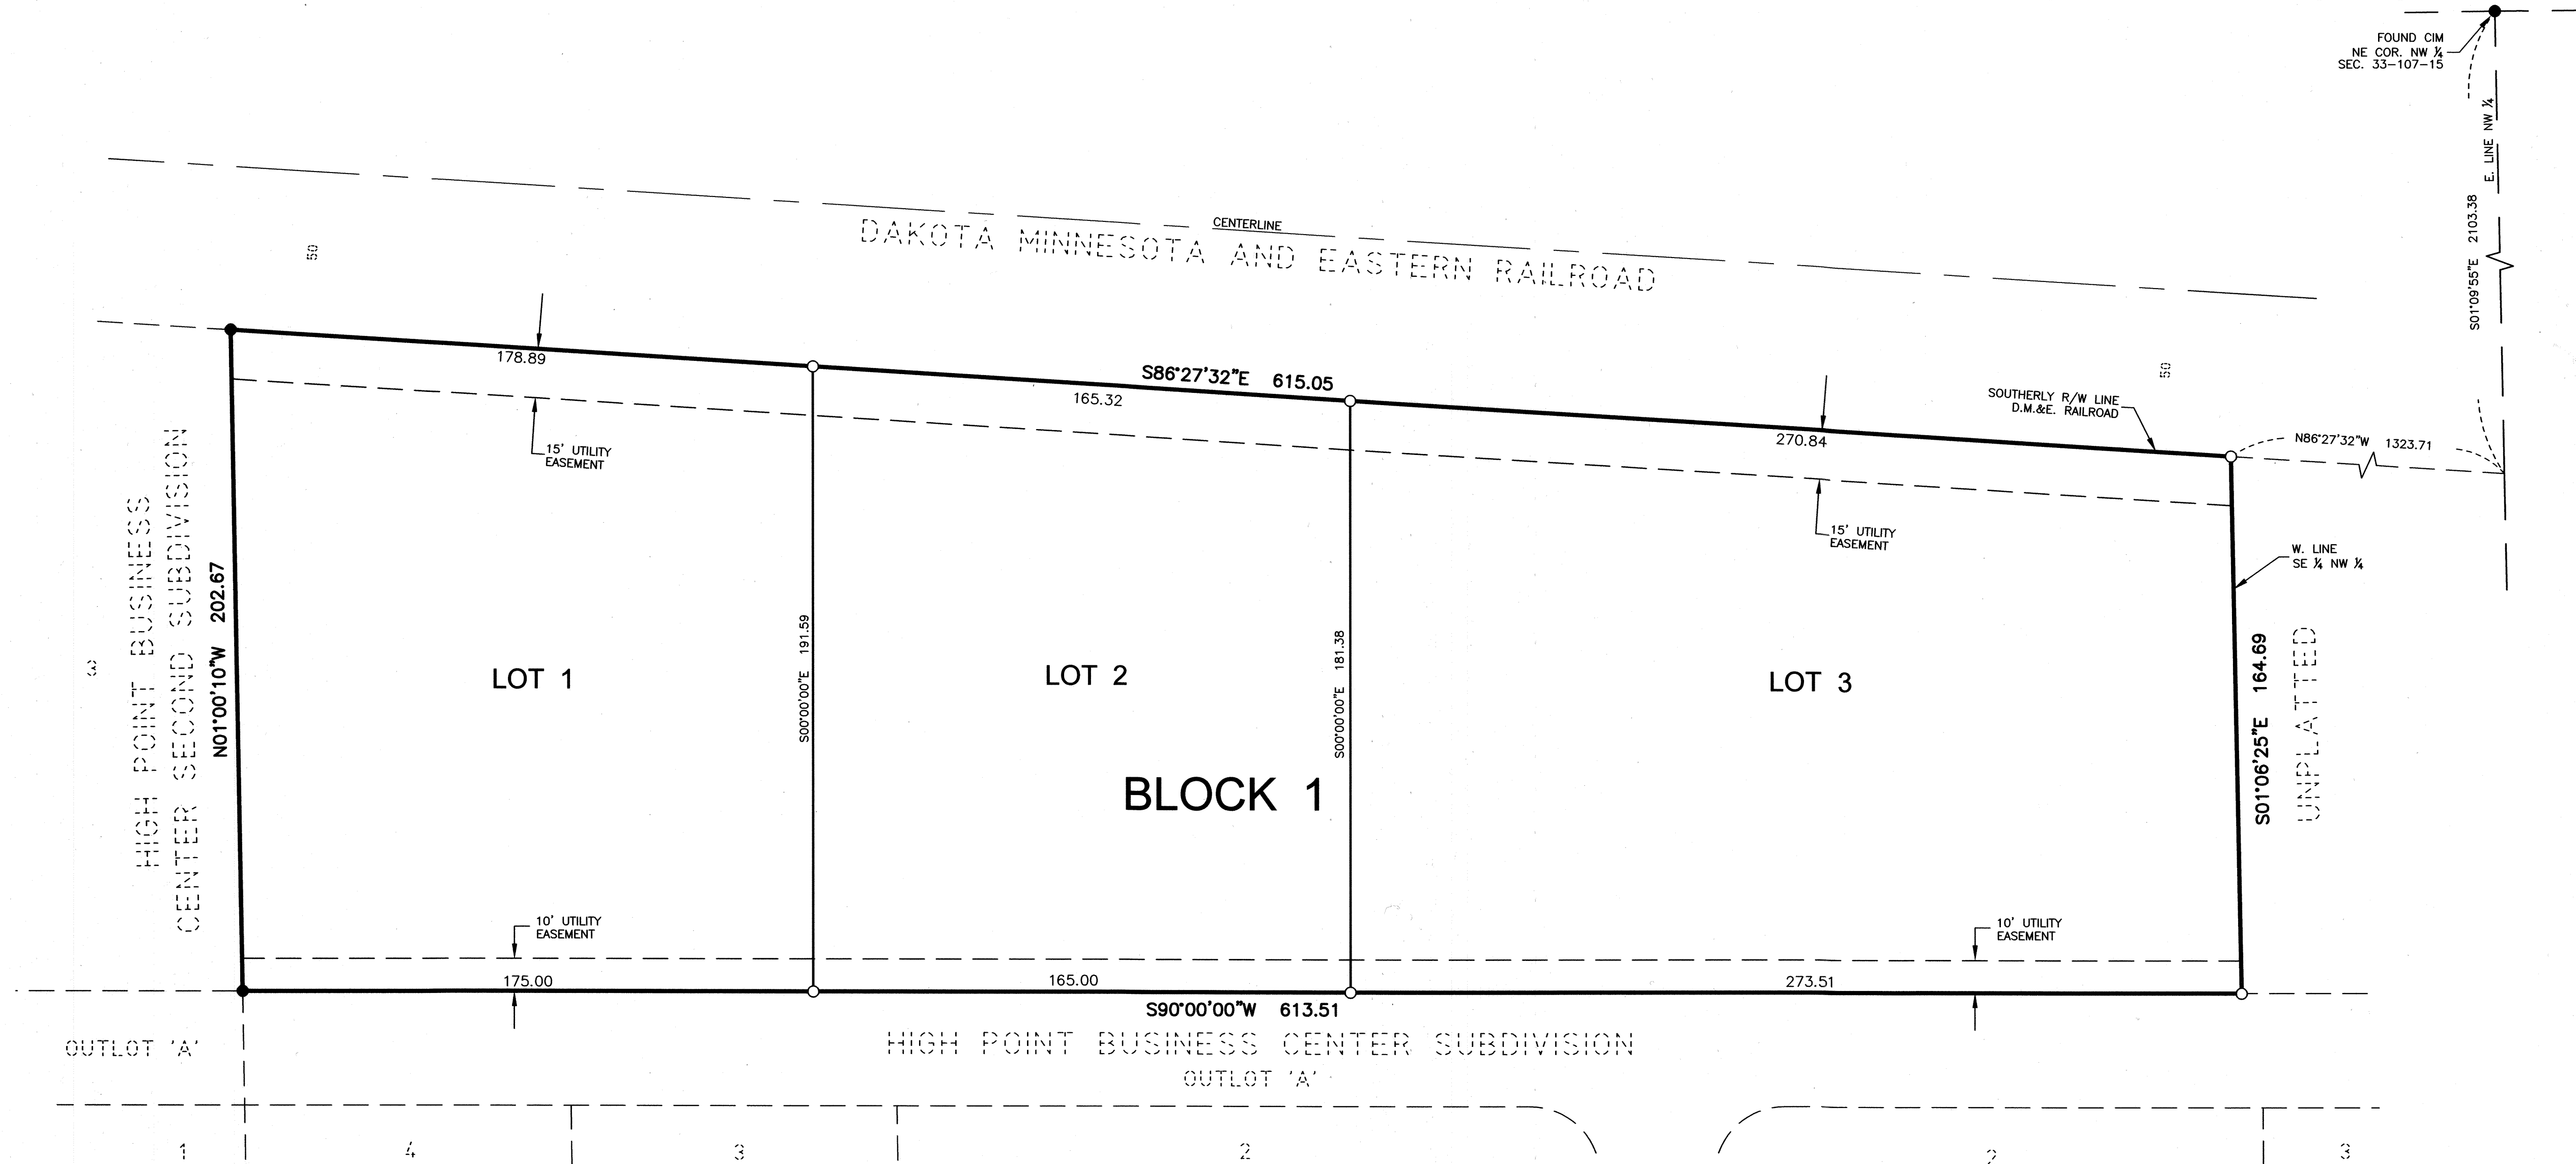 FOUND CIM
NE COR. NW ¼
SEC. 33-107-15
E. LINE NW ¼
S01°09'55"E 2103.38
CENTERLINE
DAKOTA MINNESOTA AND EASTERN RAILROAD
50
50
178.89
S86°27'32"E 615.05
165.32
270.84
SOUTHERLY R/W LINE
D.M.&E. RAILROAD
N86°27'32"W 1323.71
15' UTILITY
EASEMENT
15' UTILITY
EASEMENT
W. LINE
SE ¼ NW ¼
3
HIGH POINT BUSINESS
CENTER SECOND SUBDIVISION
N01°00'10"W 202.67
LOT 1
S00°00'00"E 191.59
LOT 2
S00°00'00"E 181.38
LOT 3
S01°06'25"E 164.69
UNPLATTED
BLOCK 1
10' UTILITY
EASEMENT
10' UTILITY
EASEMENT
175.00
165.00
273.51
S90°00'00"W 613.51
OUTLOT 'A'
HIGH POINT BUSINESS CENTER SUBDIVISION
OUTLOT 'A'
1
4
3
2
2
3